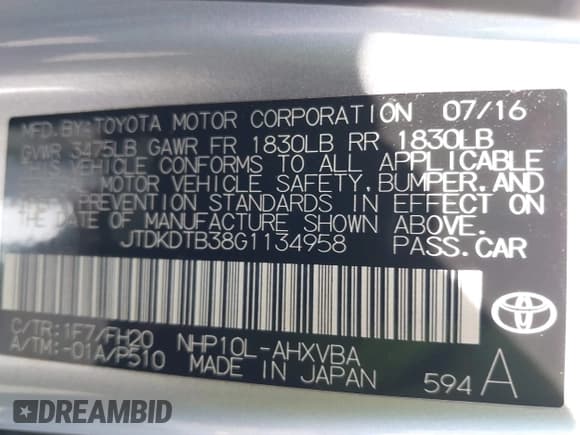 MFD. BY: TOYOTA MOTOR CORPORATION 07/16
GVWR 3475LB GAWR FR 1830LB RR 1830LB
VEHICLE CONFORMS TO ALL APPLICABLE
MOTOR VEHICLE SAFETY, BUMPER, AND
THEFT PREVENTION STANDARDS IN EFFECT ON
THE DATE OF MANUFACTURE SHOWN ABOVE.
JTDKDTB38G1134958 PASS. CAR
C/TR: 1F7/FH20 NHP10L-AHXVBA
A/TM: -01A/P510 MADE IN JAPAN 594 A
DREAMBID